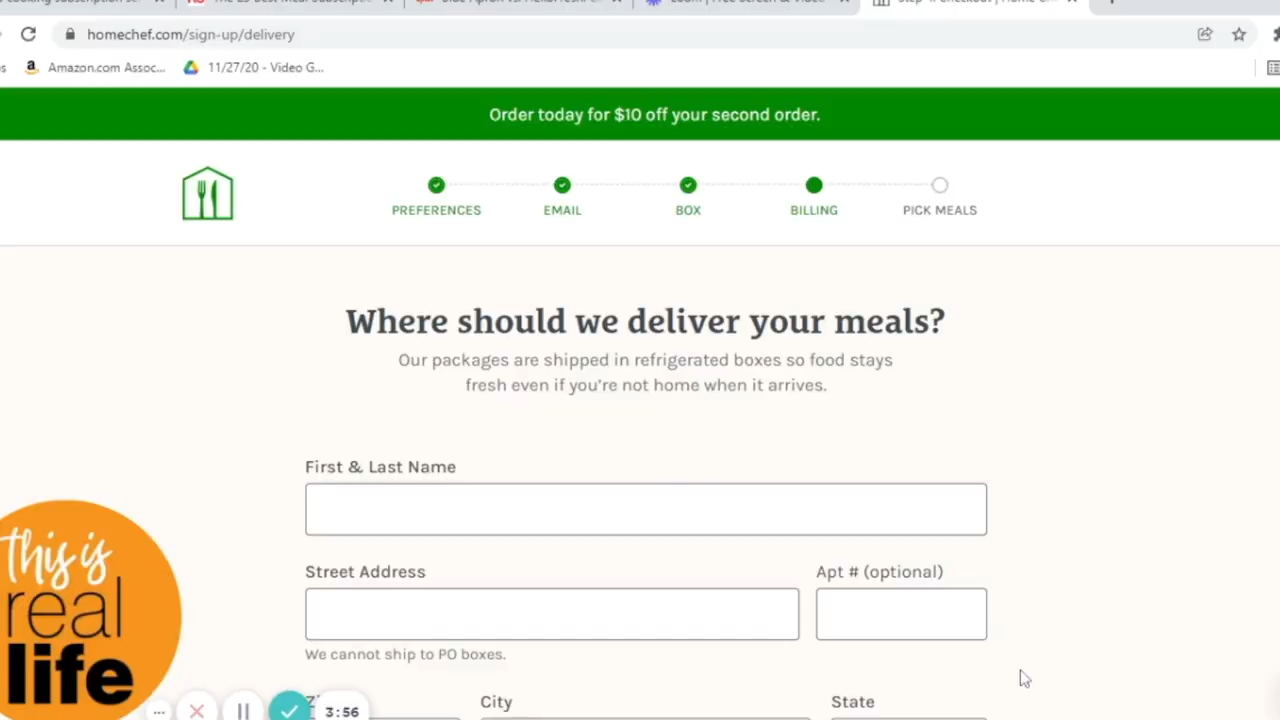 homechef.com/sign-up/delivery
Amazon.com Assoc... 11/27/20 - Video G...
Order today for $10 off your second order.
PREFERENCES EMAIL BOX BILLING PICK MEALS
Where should we deliver your meals?
Our packages are shipped in refrigerated boxes so food stays
fresh even if you're not home when it arrives.
First & Last Name
Street Address Apt # (optional)
We cannot ship to PO boxes.
City State
this is
real
life
3:56